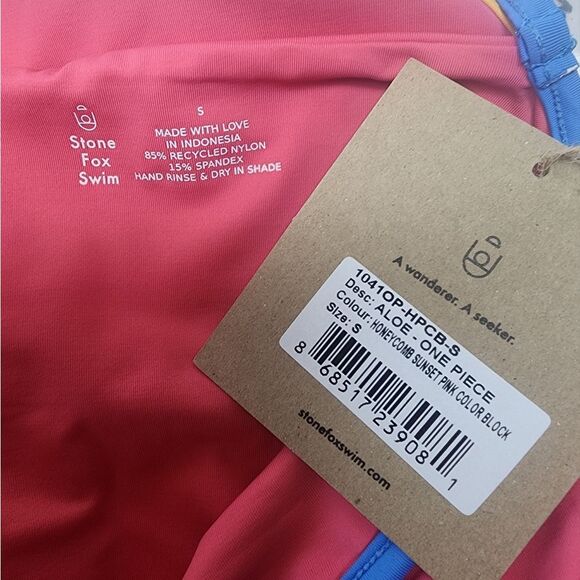 Stone
Fox
Swim
S
MADE WITH LOVE
IN INDONESIA
85% RECYCLED NYLON
15% SPANDEX
HAND RINSE & DRY IN SHADE
A wanderer. A seeker.
1041OP-HPCB-S
Desc: ALOE - ONE PIECE
Colour: HONEYCOMB SUNSET PINK COLOR BLOCK
Size: S
8 68517 23908 1
stonefoxswim.com